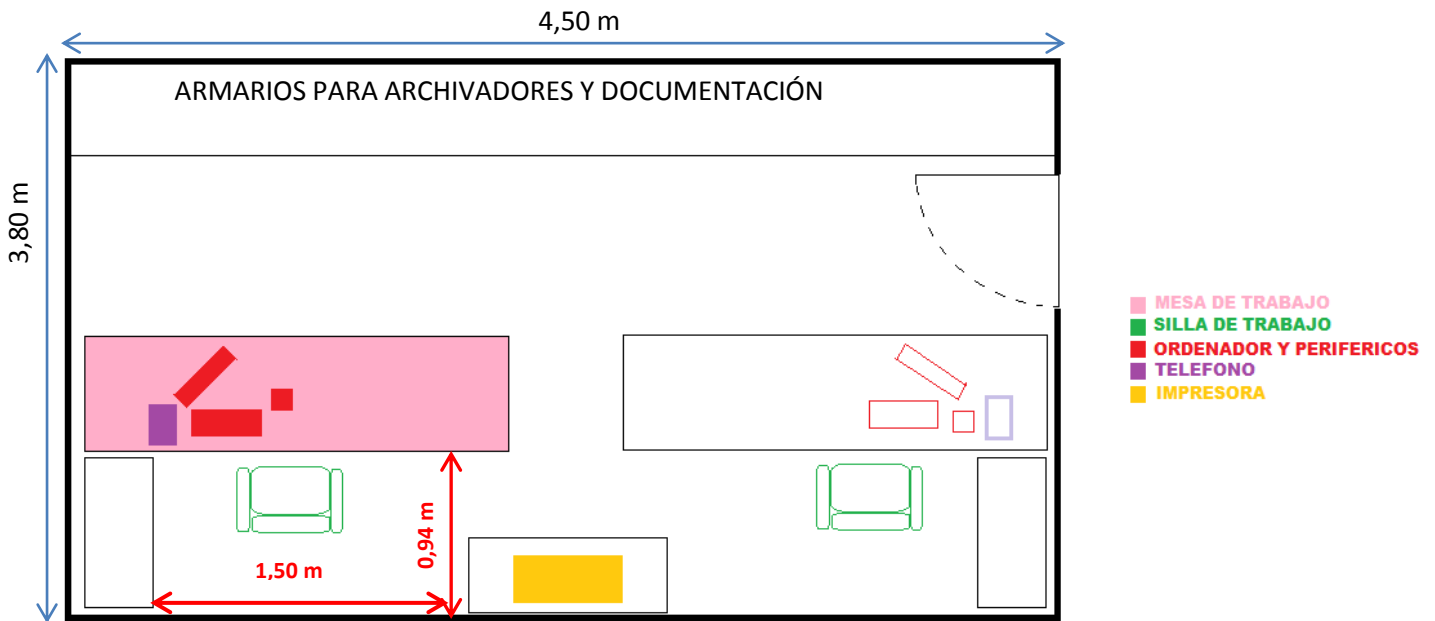 4,50 m
ARMARIOS PARA ARCHIVADORES Y DOCUMENTACIÓN
3,80 m
MESA DE TRABAJO
SILLA DE TRABAJO
ORDENADOR Y PERIFERICOS
TELEFONO
IMPRESORA
0,94 m
1,50 m